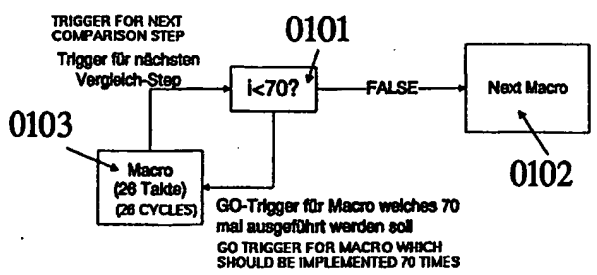 TRIGGER FOR NEXT
COMPARISON STEP
Trigger für nächsten
Vergleich-Step
0101
i<70?
FALSE
Next Macro
0102
0103
Macro
(26 Takte)
(26 CYCLES)
GO-Trigger für Macro welches 70
mal ausgeführt werden soll
GO TRIGGER FOR MACRO WHICH
SHOULD BE IMPLEMENTED 70 TIMES